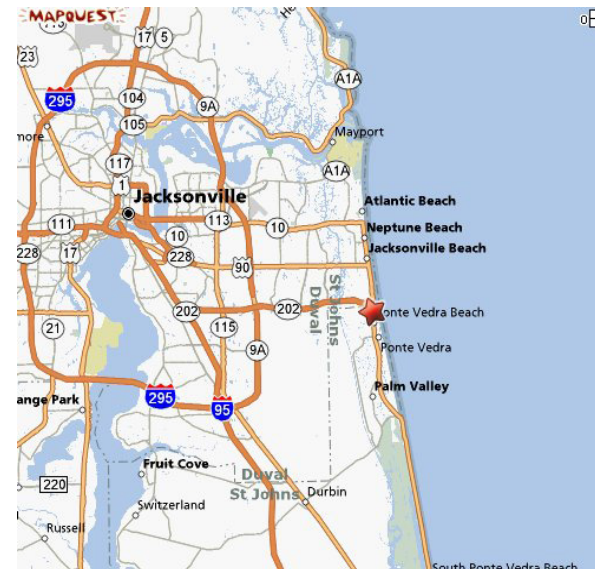 MAPQUEST
0
17
5
23
A1A
295
104
9A
105
more
Mayport
117
A1A
1
Jacksonville
Atlantic Beach
111
113
10
Neptune Beach
10
Jacksonville Beach
228
17
228
90
St Johns
Duval
202
202
Ponte Vedra Beach
21
115
Ponte Vedra
9A
295
Palm Valley
ange Park
95
Fruit Cove
Duval
St Johns
220
Durbin
Switzerland
Russell
South Ponte Vedra Beach